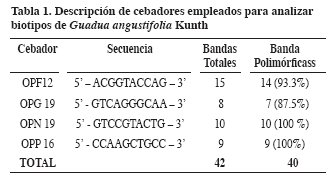 Tabla 1. Descripción de cebadores empleados para analizar
biotipos de Guadua angustifolia Kunth
Cebador Secuencia Bandas Totales Banda Polimórficass
OPF12 5’ – ACGGTACCAG – 3’ 15 14 (93.3%)
OPG 19 5’ - GTCAGGGCAA – 3’ 8 7 (87.5%)
OPN 19 5’ - GTCCGTACTG – 3’ 10 10 (100 %)
OPP 16 5’ - CCAAGCTGCC – 3’ 9 9 (100%)
TOTAL 42 40